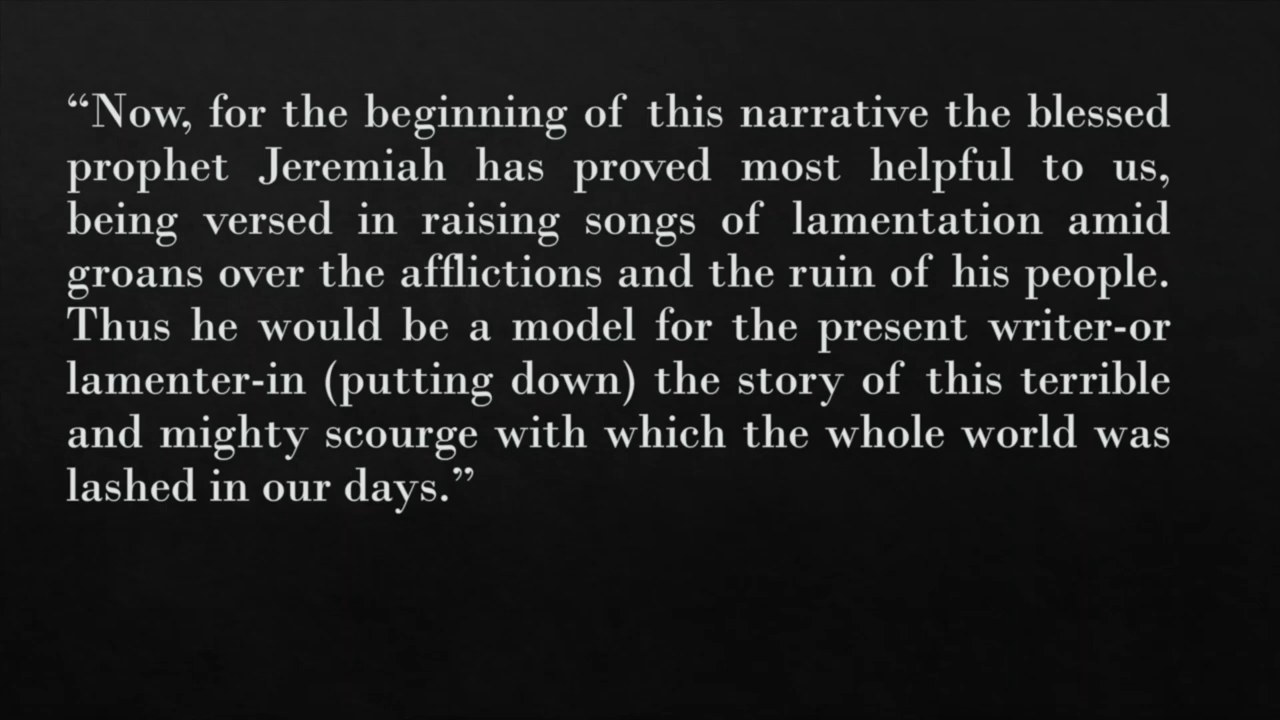 “Now, for the beginning of this narrative the blessed
prophet Jeremiah has proved most helpful to us,
being versed in raising songs of lamentation amid
groans over the afflictions and the ruin of his people.
Thus he would be a model for the present writer-or
lamenter-in (putting down) the story of this terrible
and mighty scourge with which the whole world was
lashed in our days.”